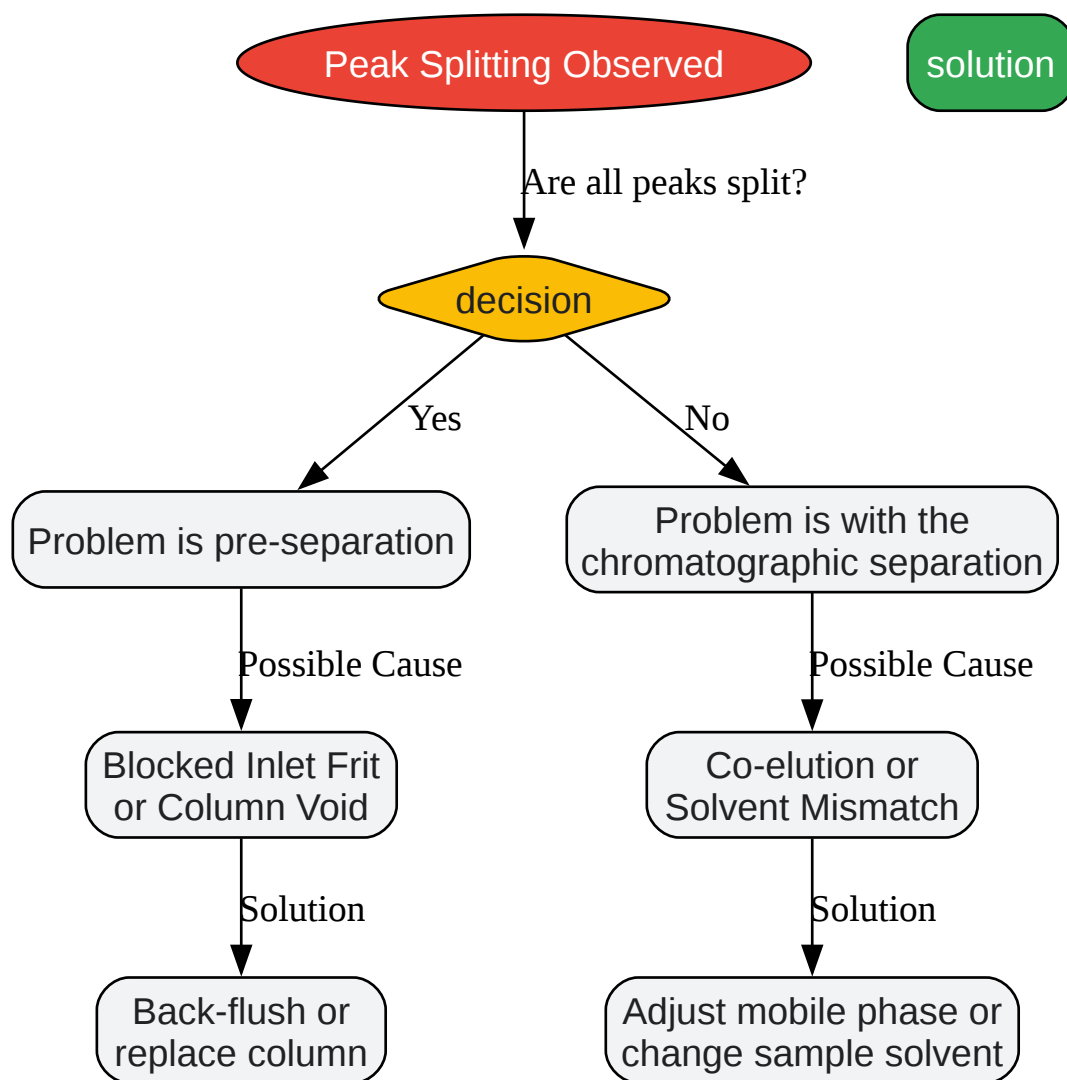 Peak Splitting Observed
solution
Are all peaks split?
decision
Yes
No
Problem is pre-separation
Problem is with the
chromatographic separation
Possible Cause
Possible Cause
Blocked Inlet Frit
or Column Void
Co-elution or
Solvent Mismatch
Solution
Solution
Back-flush or
replace column
Adjust mobile phase or
change sample solvent